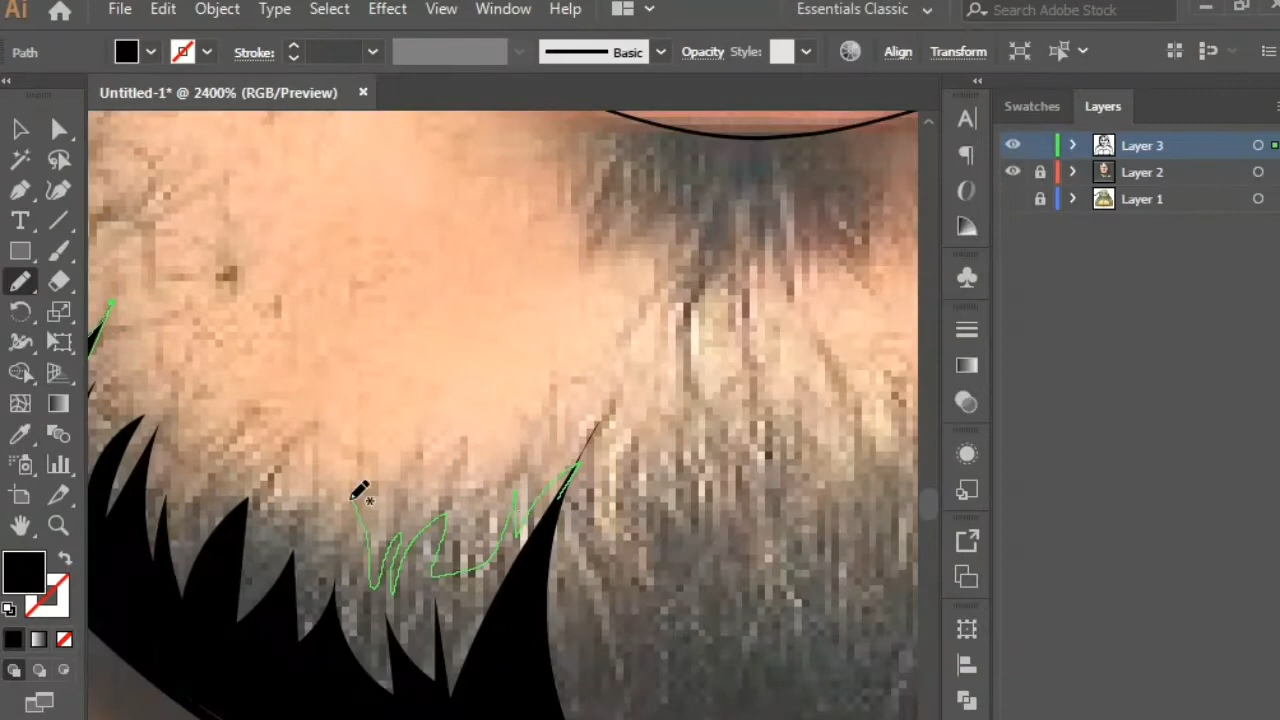 Ai File Edit Object Type Select Effect View Window Help Essentials Classic Search Adobe Stock
Path Stroke: Basic Opacity Style: Align Transform
Untitled-1* @ 2400% (RGB/Preview) ×
Swatches Layers
Layer 3
Layer 2
Layer 1